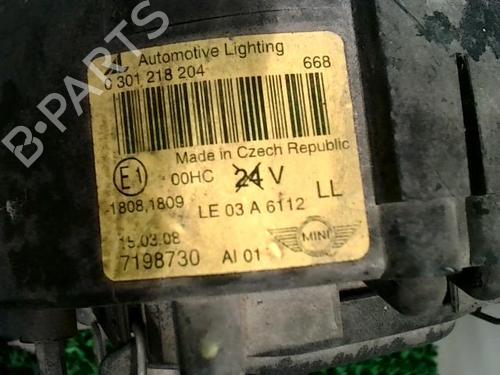 AL Automotive Lighting
0 301 218 204 668
Made in Czech Republic
E1 00HC 24 V
LL
1808,1809 LE 03 A 6112
15.03.08 MINI
7198730 AI 01
B-PARTS